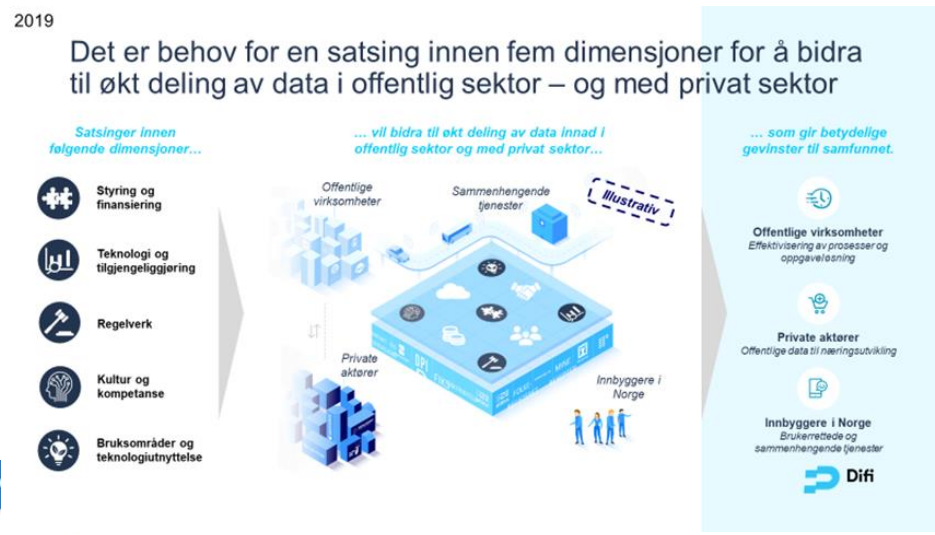 2019
Det er behov for en satsing innen fem dimensjoner for å bidra
til økt deling av data i offentlig sektor – og med privat sektor
Satsinger innen
følgende dimensjoner…
Styring og
finansiering
Teknologi og
tilgjengeliggjøring
Regelverk
Kultur og
kompetanse
Bruksområder og
teknologiutnyttelse
… vil bidra til økt deling av data innad i
offentlig sektor og med privat sektor…
Offentlige
virksomheter
Sammenhengende
tjenester
Illustrativ
Private
aktører
DPI
Innbyggere i
Norge
… som gir betydelige
gevinster til samfunnet.
Offentlige virksomheter
Effektivisering av prosesser og
oppgaveløsning
Private aktører
Offentlige data til næringsutvikling
Innbyggere i Norge
Brukerrettede og
sammenhengende tjenester
Difi